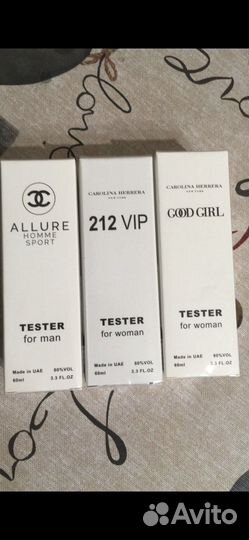 ALLURE
HOMME SPORT
TESTER
for man
Made in UAE 80%VOL
60ml 3.3 FL.OZ
CAROLINA HERRERA
NEW YORK
212 VIP
TESTER
for woman
Made in UAE 80%VOL
60ml 3.3 FL.OZ
CAROLINA HERRERA
NEW YORK
GOOD GIRL
TESTER
for woman
Made in UAE 80%VOL
60ml 3.3 FL.OZ
Avito